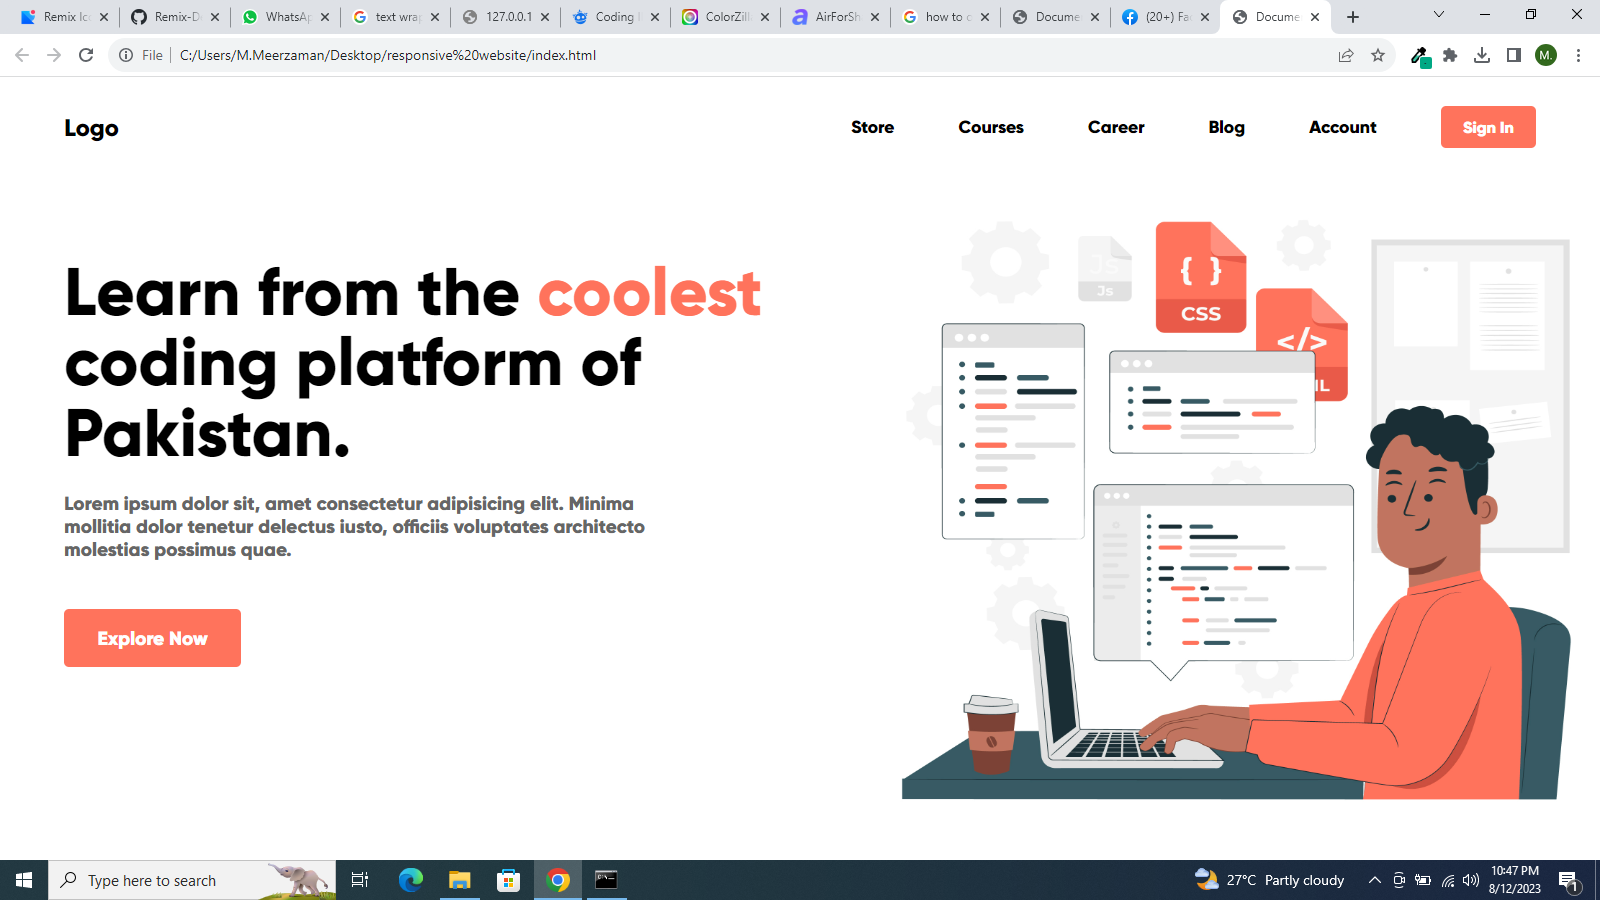 Remix Ic
Remix-D
WhatsAp
text wrap
127.0.0.1
Coding
ColorZill
AirForSh
how to c
Docume
(20+) Fac
Docume
File
C:/Users/M.Meerzaman/Desktop/responsive%20website/index.html
M.
Logo
Store
Courses
Career
Blog
Account
Sign In
Learn from the coolest
coding platform of
Pakistan.
Lorem ipsum dolor sit, amet consectetur adipisicing elit. Minima
mollitia dolor tenetur delectus iusto, officiis voluptates architecto
molestias possimus quae.
Explore Now
Js
Js
{ }
CSS
</>
Type here to search
27°C Partly cloudy
10:47 PM
8/12/2023
1